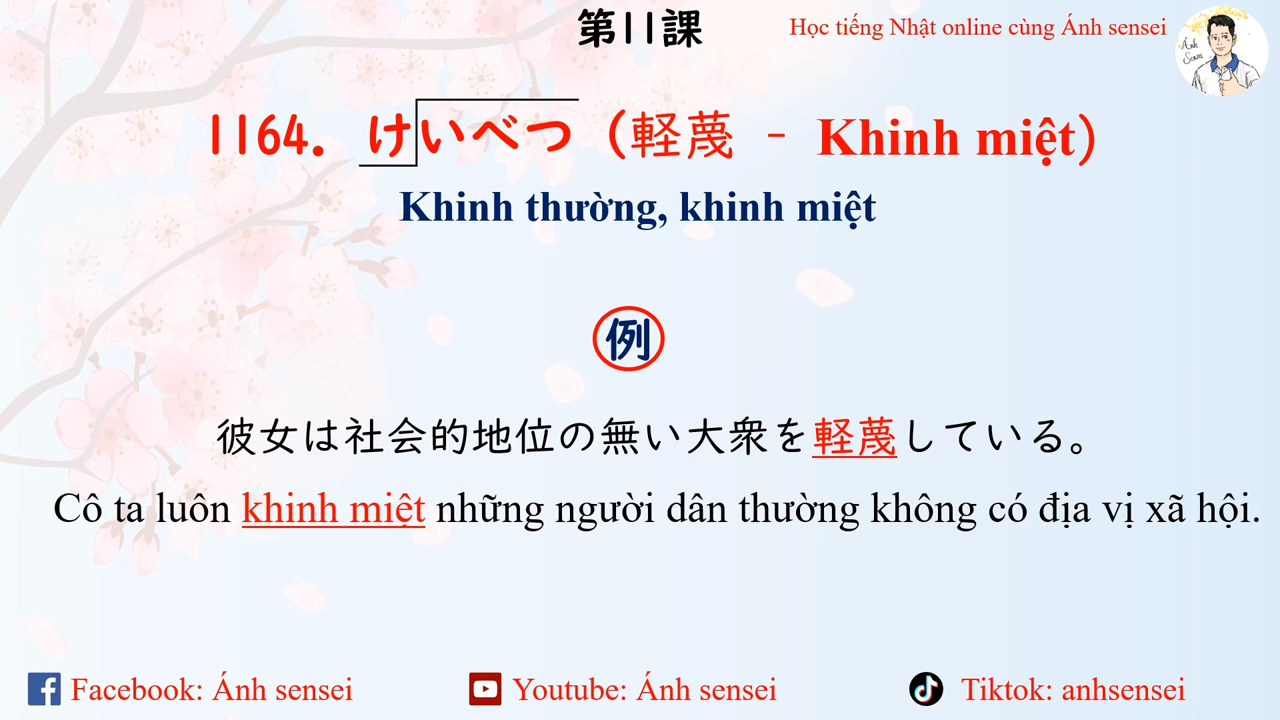 第11課
Học tiếng Nhật online cùng Ánh sensei
Ánh Sensei
1164. けいべつ (軽蔑 - Khinh miệt)
Khinh thường, khinh miệt
例
彼女は社会的地位の無い大衆を軽蔑している。
Cô ta luôn khinh miệt những người dân thường không có địa vị xã hội.
Facebook: Ánh sensei
Youtube: Ánh sensei
Tiktok: anhsensei